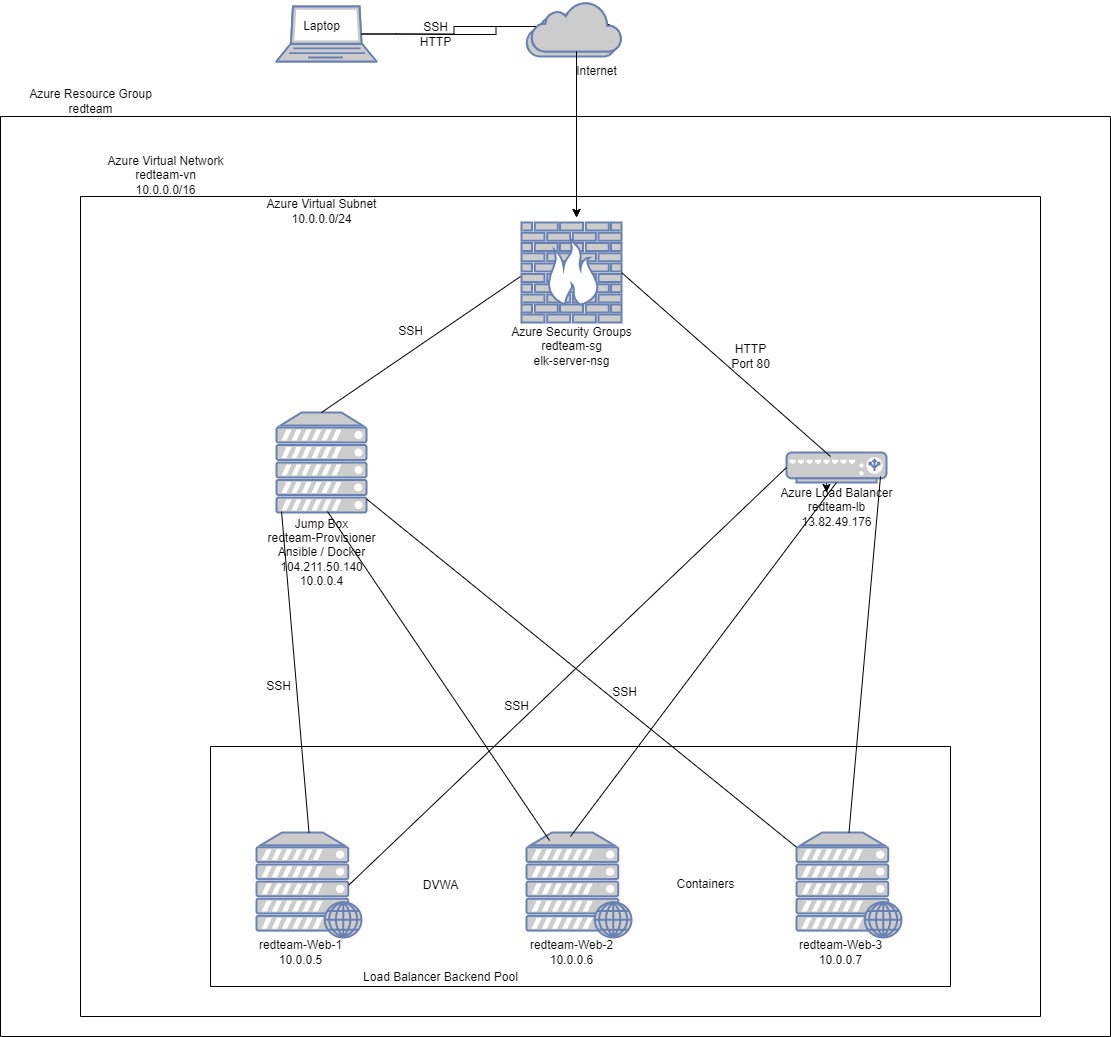 Laptop
SSH
HTTP
Internet
Azure Resource Group
redteam
Azure Virtual Network
redteam-vn
10.0.0.0/16
Azure Virtual Subnet
10.0.0.0/24
Azure Security Groups
redteam-sg
elk-server-nsg
SSH
HTTP
Port 80
Jump Box
redteam-Provisioner
Ansible / Docker
104.211.50.140
10.0.0.4
Azure Load Balancer
redteam-lb
13.82.49.176
SSH
SSH
SSH
DVWA
Containers
redteam-Web-1
10.0.0.5
redteam-Web-2
10.0.0.6
redteam-Web-3
10.0.0.7
Load Balancer Backend Pool